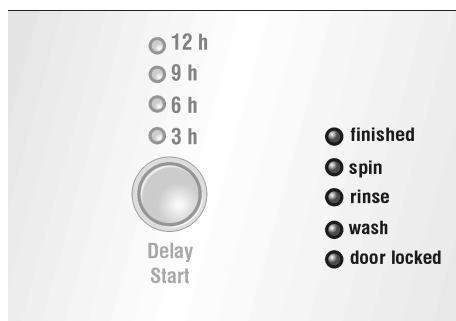 12 h
9 h
6 h
3 h
Delay
Start
finished
spin
rinse
wash
door locked